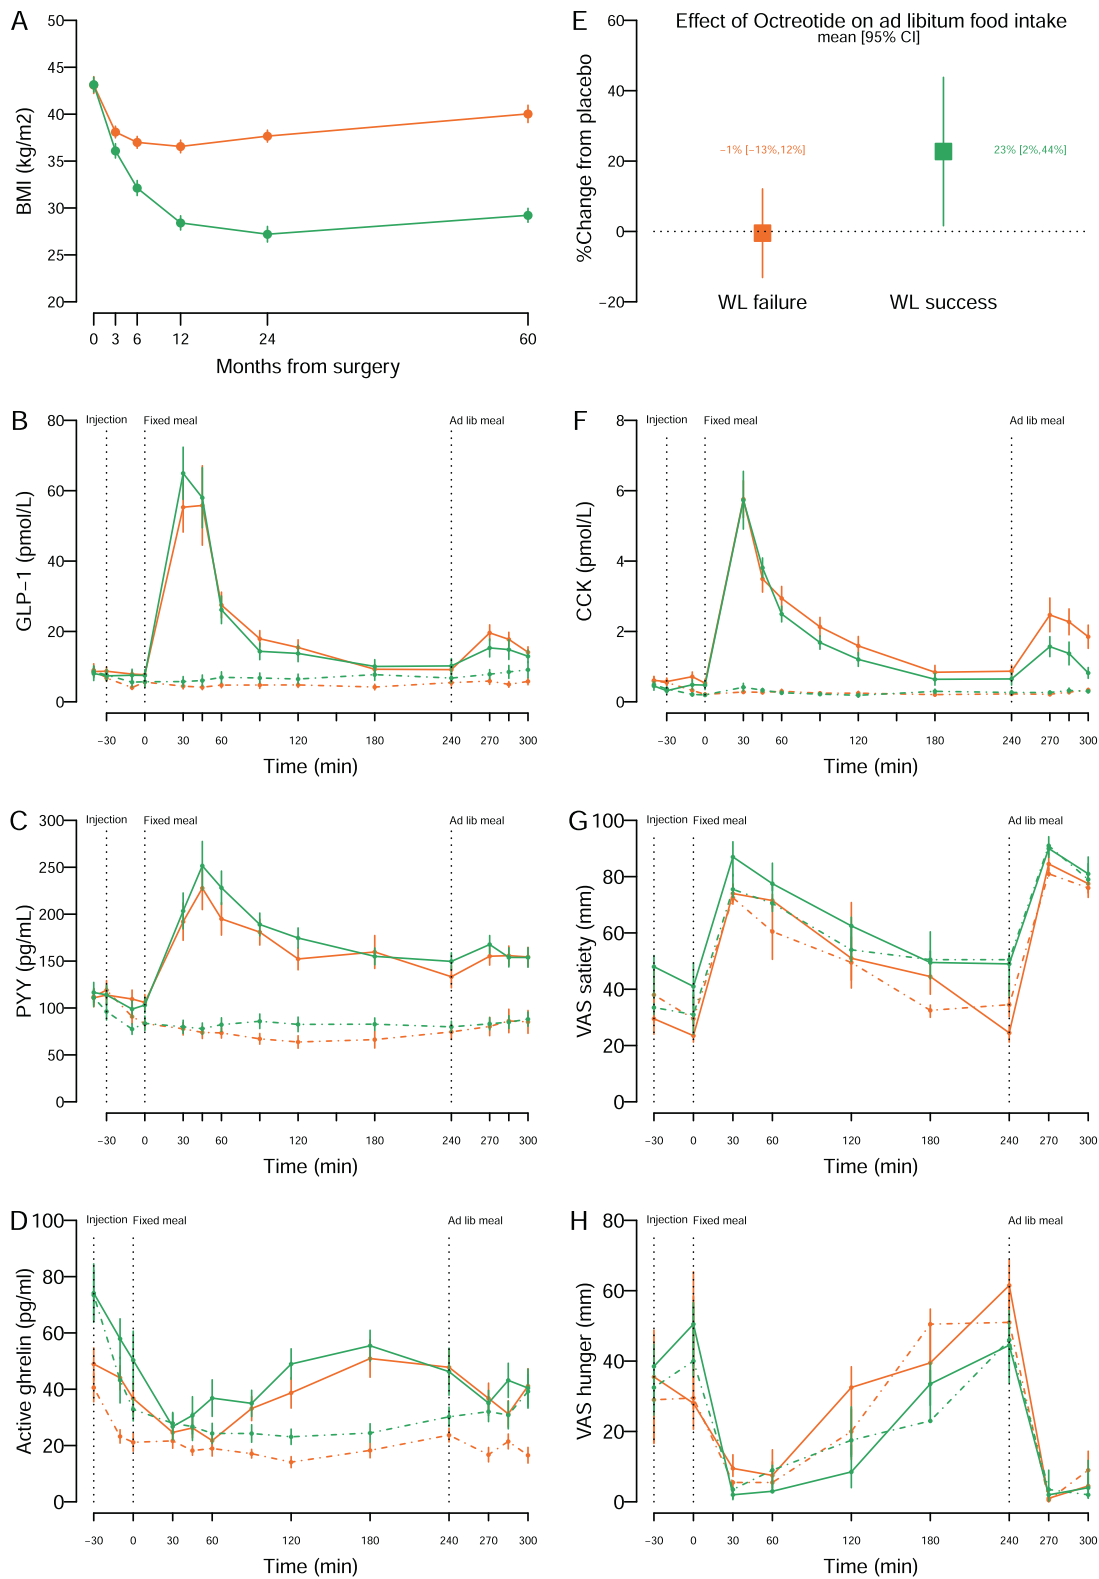 A
50
45
40
35
30
25
20
BMI (kg/m2)
0 3 6 12 24 60
Months from surgery
E
Effect of Octreotide on ad libitum food intake
mean [95% CI]
60
40
20
0
−20
%Change from placebo
−1% [−13%,12%]
23% [2%,44%]
WL failure
WL success
B
Injection
Fixed meal
Ad lib meal
80
60
40
20
0
GLP−1 (pmol/L)
−30 0 30 60 120 180 240 270 300
Time (min)
F
Injection
Fixed meal
Ad lib meal
8
6
4
2
0
CCK (pmol/L)
−30 0 30 60 120 180 240 270 300
Time (min)
C
Injection
Fixed meal
Ad lib meal
300
250
200
150
100
50
0
PYY (pg/mL)
−30 0 30 60 120 180 240 270 300
Time (min)
G
Injection
Fixed meal
Ad lib meal
100
80
60
40
20
0
VAS satiety (mm)
−30 0 30 60 120 180 240 270 300
Time (min)
D
Injection
Fixed meal
Ad lib meal
100
80
60
40
20
0
Active ghrelin (pg/ml)
−30 0 30 60 120 180 240 270 300
Time (min)
H
Injection
Fixed meal
Ad lib meal
80
60
40
20
0
VAS hunger (mm)
−30 0 30 60 120 180 240 270 300
Time (min)